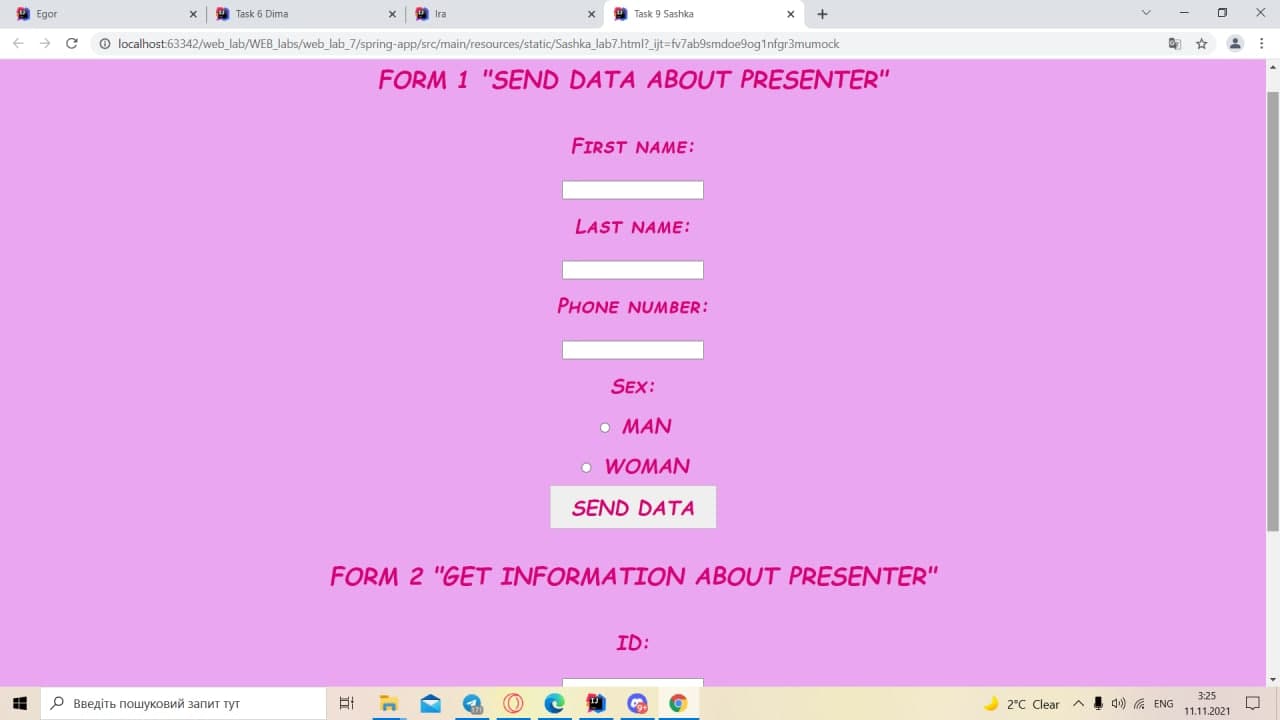 Egor
Task 6 Dima
Ira
Task 9 Sashka
localhost:63342/web_lab/WEB_labs/web_lab_7/spring-app/src/main/resources/static/Sashka_lab7.html?_ijt=fv7ab9smdoe9og1nfgr3mumock
FORM 1 "SEND DATA ABOUT PRESENTER"
First name:
Last name:
Phone number:
Sex:
MAN
WOMAN
SEND DATA
FORM 2 "GET INFORMATION ABOUT PRESENTER"
ID:
Введіть пошуковий запит тут
2°C Clear
ENG
3:25
11.11.2021